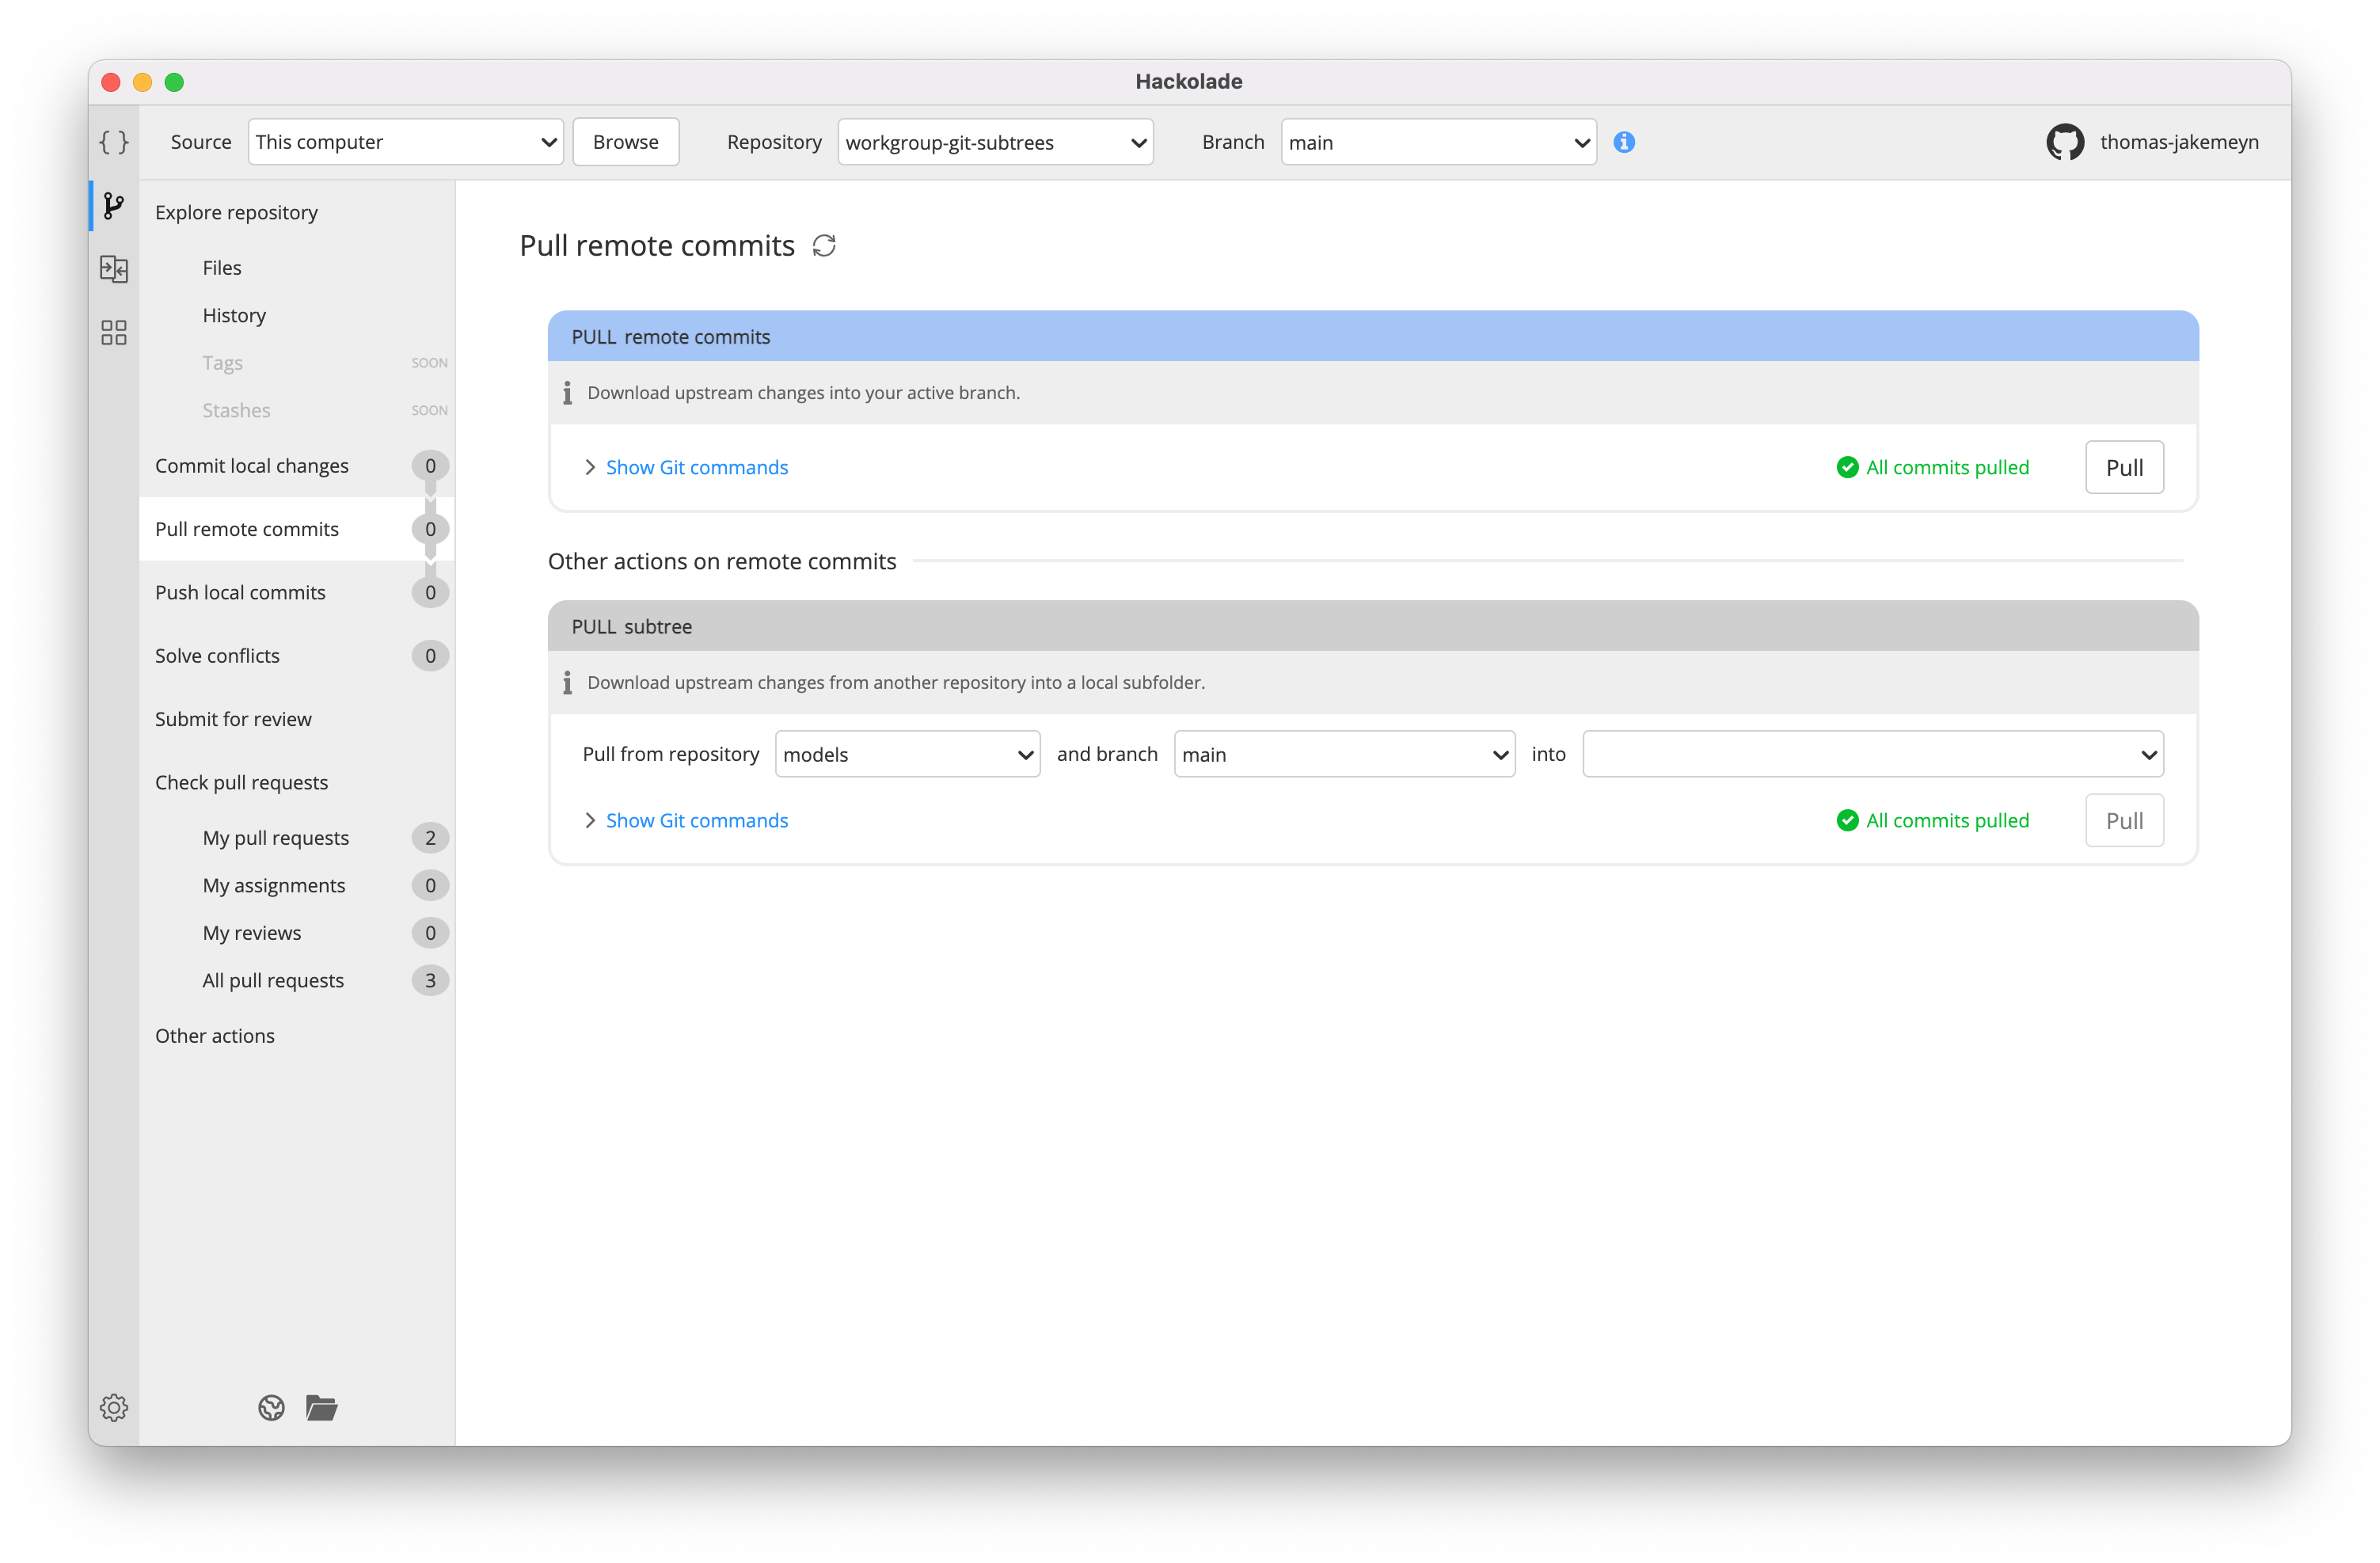 Hackolade
Source This computer Browse Repository workgroup-git-subtrees Branch main thomas-jakemeyn
Explore repository
Files
History
Tags SOON
Stashes SOON
Commit local changes 0
Pull remote commits 0
Push local commits 0
Solve conflicts 0
Submit for review
Check pull requests
My pull requests 2
My assignments 0
My reviews 0
All pull requests 3
Other actions
Pull remote commits
PULL remote commits
Download upstream changes into your active branch.
Show Git commands All commits pulled Pull
Other actions on remote commits
PULL subtree
Download upstream changes from another repository into a local subfolder.
Pull from repository models and branch main into
Show Git commands All commits pulled Pull